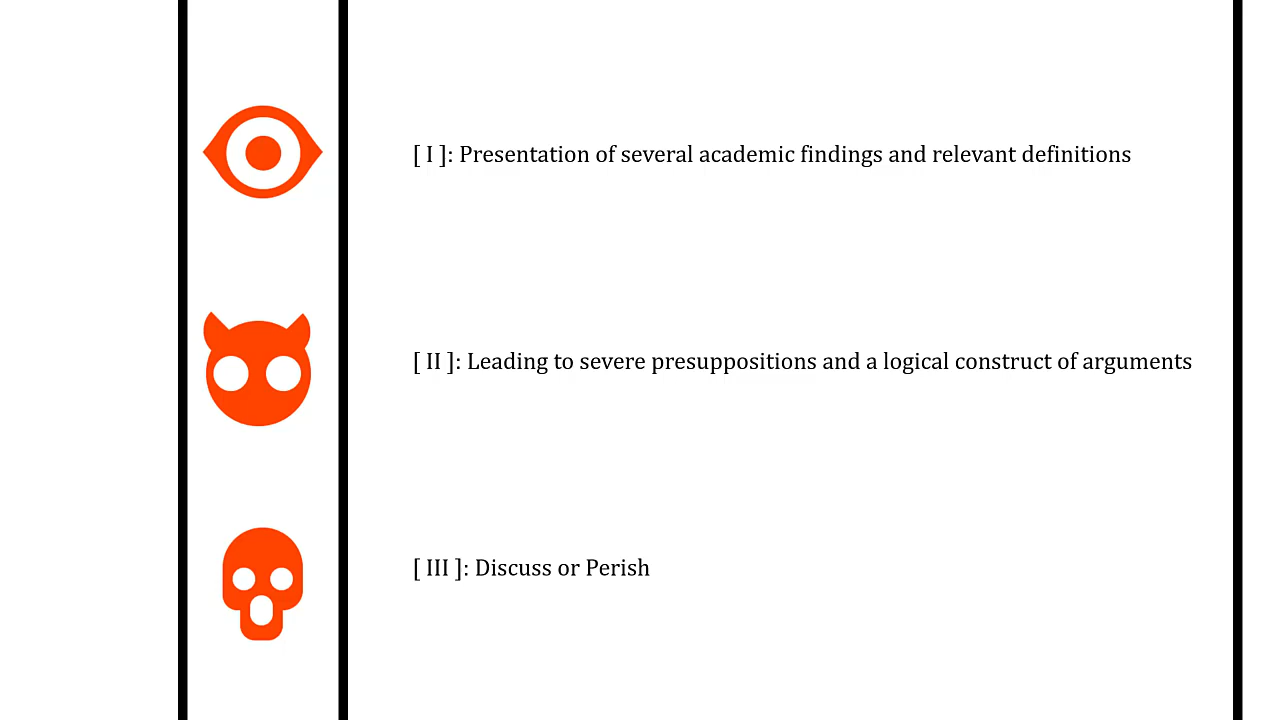 [ I ]: Presentation of several academic findings and relevant definitions
[ II ]: Leading to severe presuppositions and a logical construct of arguments
[ III ]: Discuss or Perish